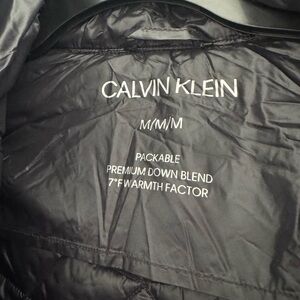 CALVIN KLEIN
M/M/M
PACKABLE
PREMIUM DOWN BLEND
7°F WARMTH FACTOR